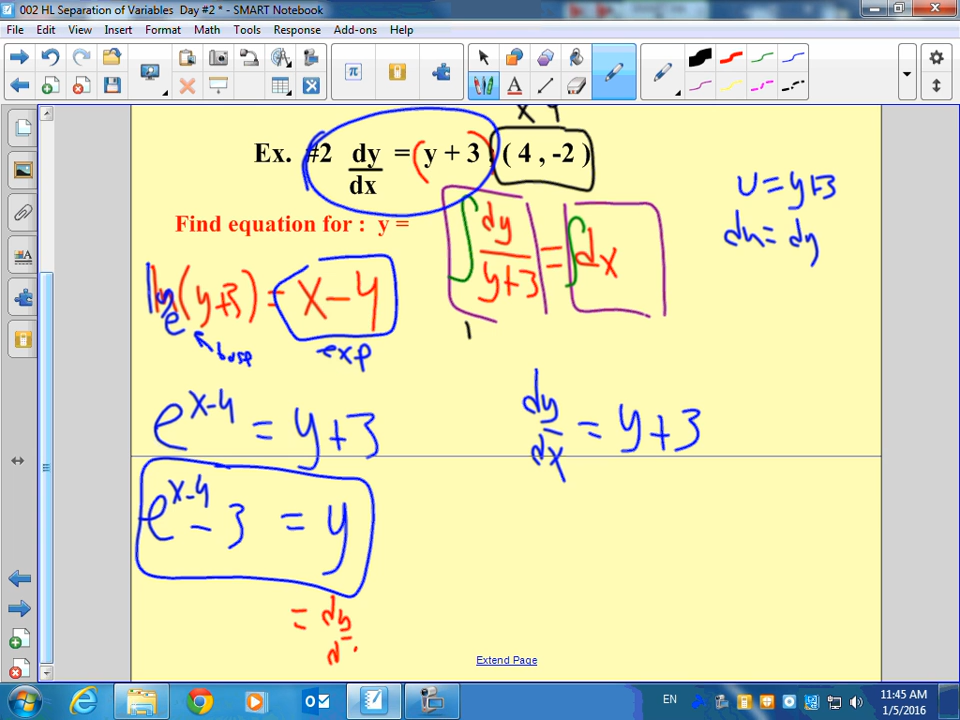 002 HL Separation of Variables Day #2 * - SMART Notebook
File Edit View Insert Format Math Tools Response Add-ons Help
x y
Ex. #2 dy = y + 3 ( 4 , -2 )
dx
Find equation for : y =
u = y+3
du = dy
∫ dy/(y+3) = ∫ dx
ln (y+3) = x-4
e
base
exp
e^(x-4) = y+3
dy/dx = y+3
e^(x-4) - 3 = y
= dy
Extend Page
EN
11:45 AM
1/5/2016